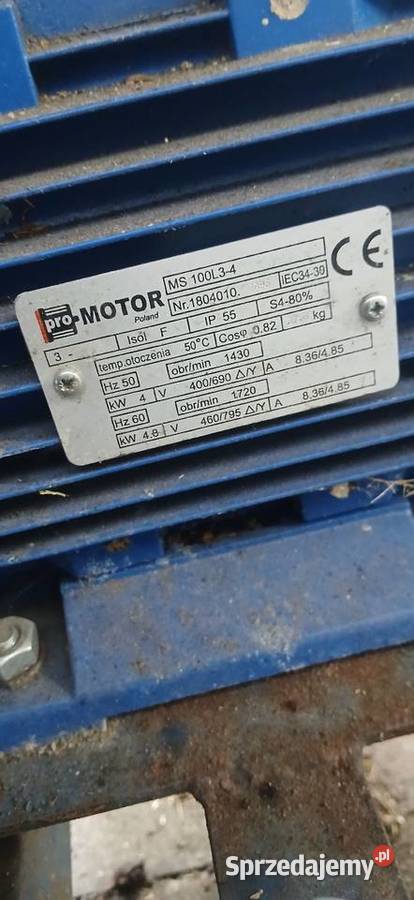 pro-MOTOR
Poland
MS 100L3-4
Nr.1804010. IEC34-30
3 ~ Isol F IP 55 S4-80%
temp.otoczenia 50°C Cosφ 0.82 kg
Hz 50 obr/min 1430
kW 4 V 400/690 △/Y A 8.36/4.85
Hz 60 obr/min 1720
kW 4.8 V 460/795 △/Y A 8.36/4.85
CE
Sprzedajemy.pl